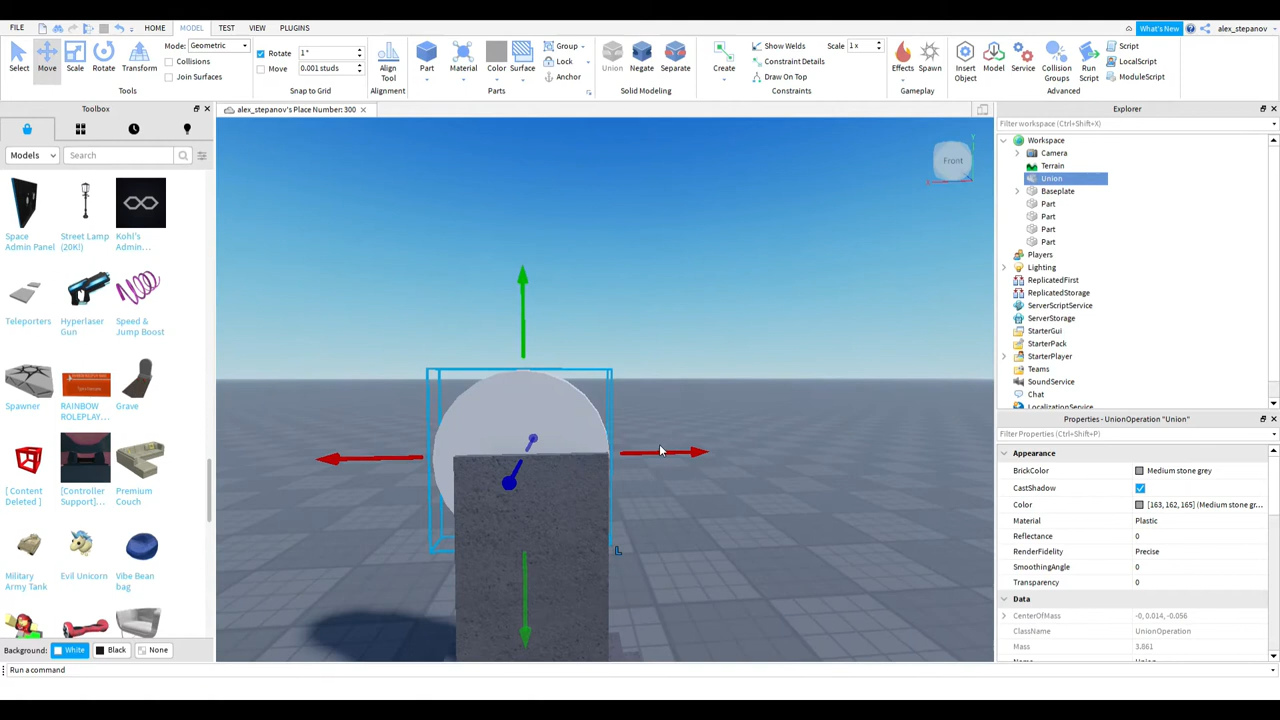 FILE HOME MODEL TEST VIEW PLUGINS What's New alex_stepanov
Select Move Scale Rotate Transform
Mode: Geometric
Collisions
Join Surfaces
Tools
Rotate 1 °
Move 0.001 studs
Snap to Grid
Align Tool
Alignment
Part Material Color Surface
Group
Lock
Anchor
Parts
Union Negate Separate
Solid Modeling
Create
Show Welds
Constraint Details
Draw On Top
Scale 1 x
Constraints
Effects Spawn
Gameplay
Insert Object
Model
Service
Collision Groups
Run Script
Script
LocalScript
ModuleScript
Advanced
Toolbox
Models Search
Space Admin Panel
Street Lamp (20K!)
Kohl's Admin...
Teleporters
Hyperlaser Gun
Speed & Jump Boost
Spawner
RAINBOW ROLEPLAY...
Grave
[ Content Deleted ]
[Controller Support]...
Premium Couch
Military Army Tank
Evil Unicorn
Vibe Bean bag
Background: White Black None
Run a command
alex_stepanov's Place Number: 300
Front
Y
L
Explorer
Filter workspace (Ctrl+Shift+X)
Workspace
Camera
Terrain
Union
Baseplate
Part
Part
Part
Part
Players
Lighting
ReplicatedFirst
ReplicatedStorage
ServerScriptService
ServerStorage
StarterGui
StarterPack
StarterPlayer
Teams
SoundService
Chat
LocalizationService
Properties - UnionOperation "Union"
Filter Properties (Ctrl+Shift+P)
Appearance
BrickColor Medium stone grey
CastShadow
Color [163, 162, 165] (Medium stone gr...
Material Plastic
Reflectance 0
RenderFidelity Precise
SmoothingAngle 0
Transparency 0
Data
CenterOfMass -0, 0.014, -0.056
ClassName UnionOperation
Mass 3.861